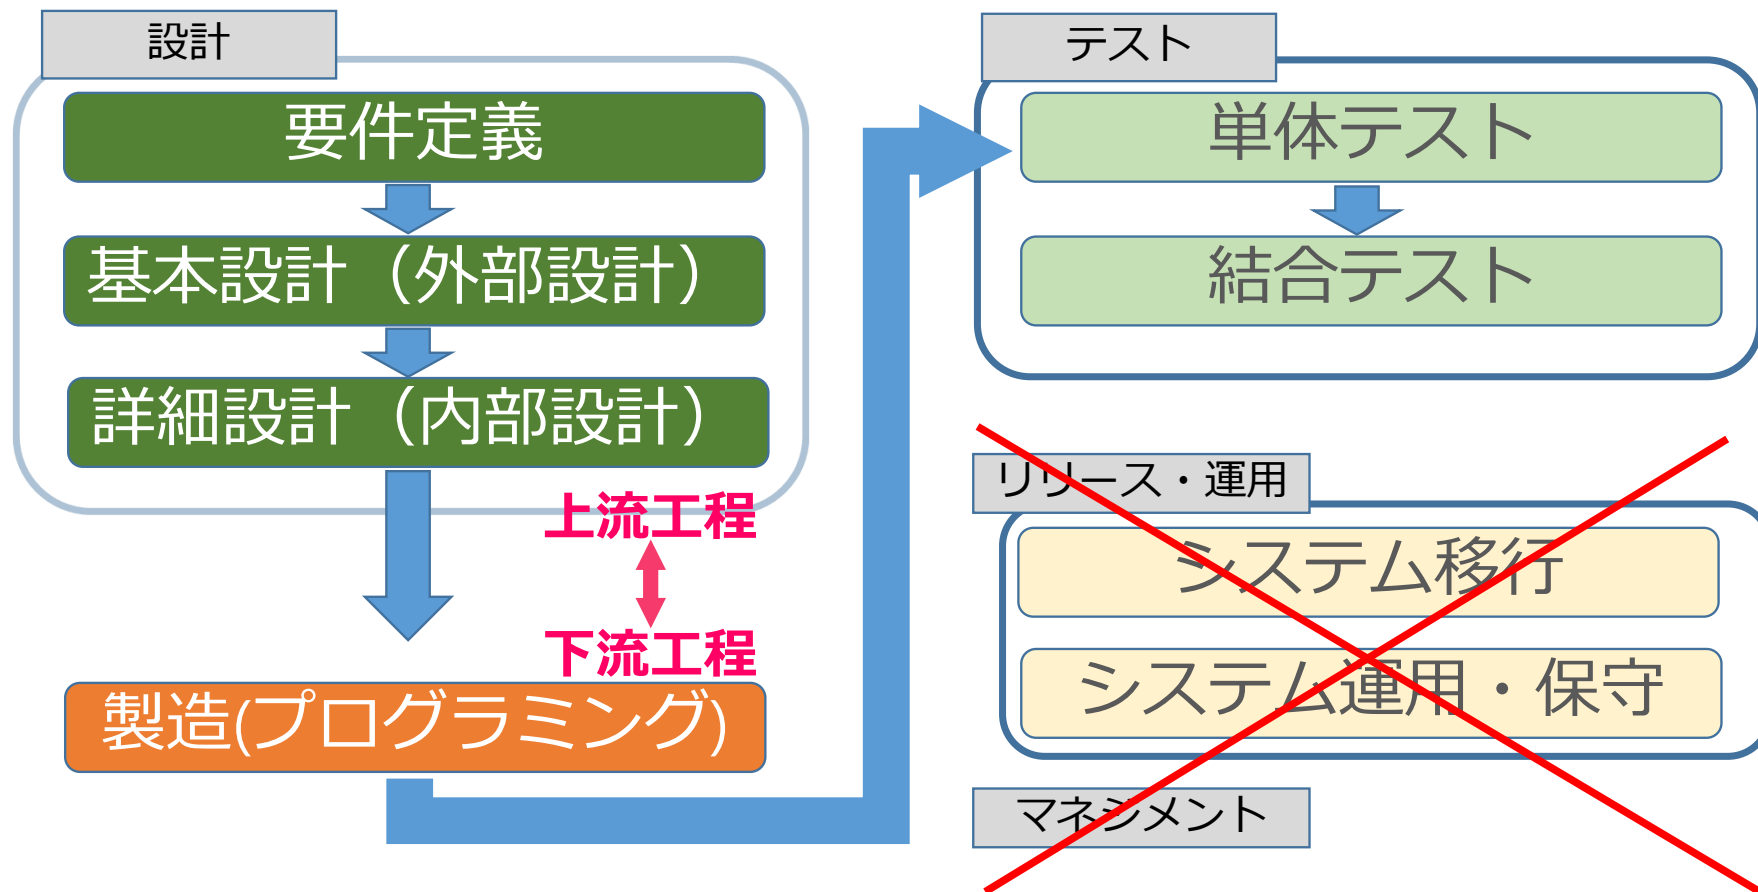 設計
要件定義
基本設計（外部設計）
詳細設計（内部設計）
上流工程
下流工程
製造(プログラミング)
テスト
単体テスト
結合テスト
リリース・運用
システム移行
システム運用・保守
マネジメント